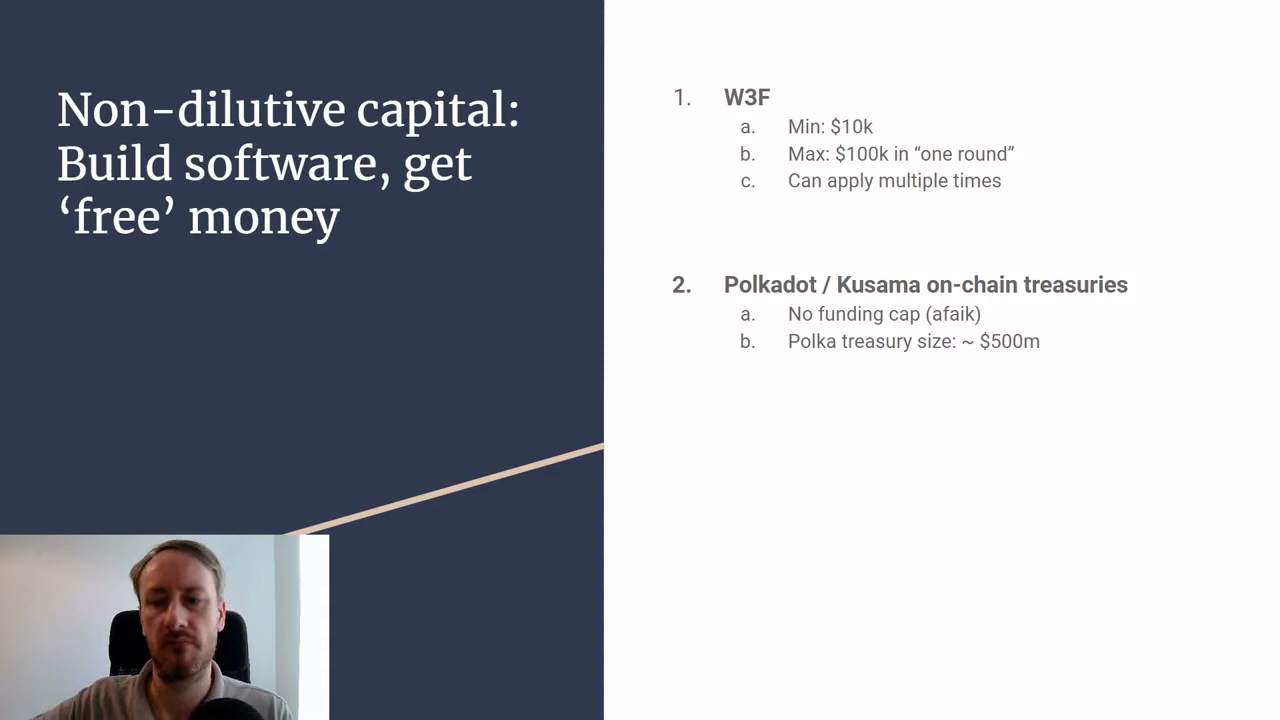 Non-dilutive capital:
Build software, get
‘free’ money
1. W3F
a. Min: $10k
b. Max: $100k in “one round”
c. Can apply multiple times
2. Polkadot / Kusama on-chain treasuries
a. No funding cap (afaik)
b. Polka treasury size: ~ $500m